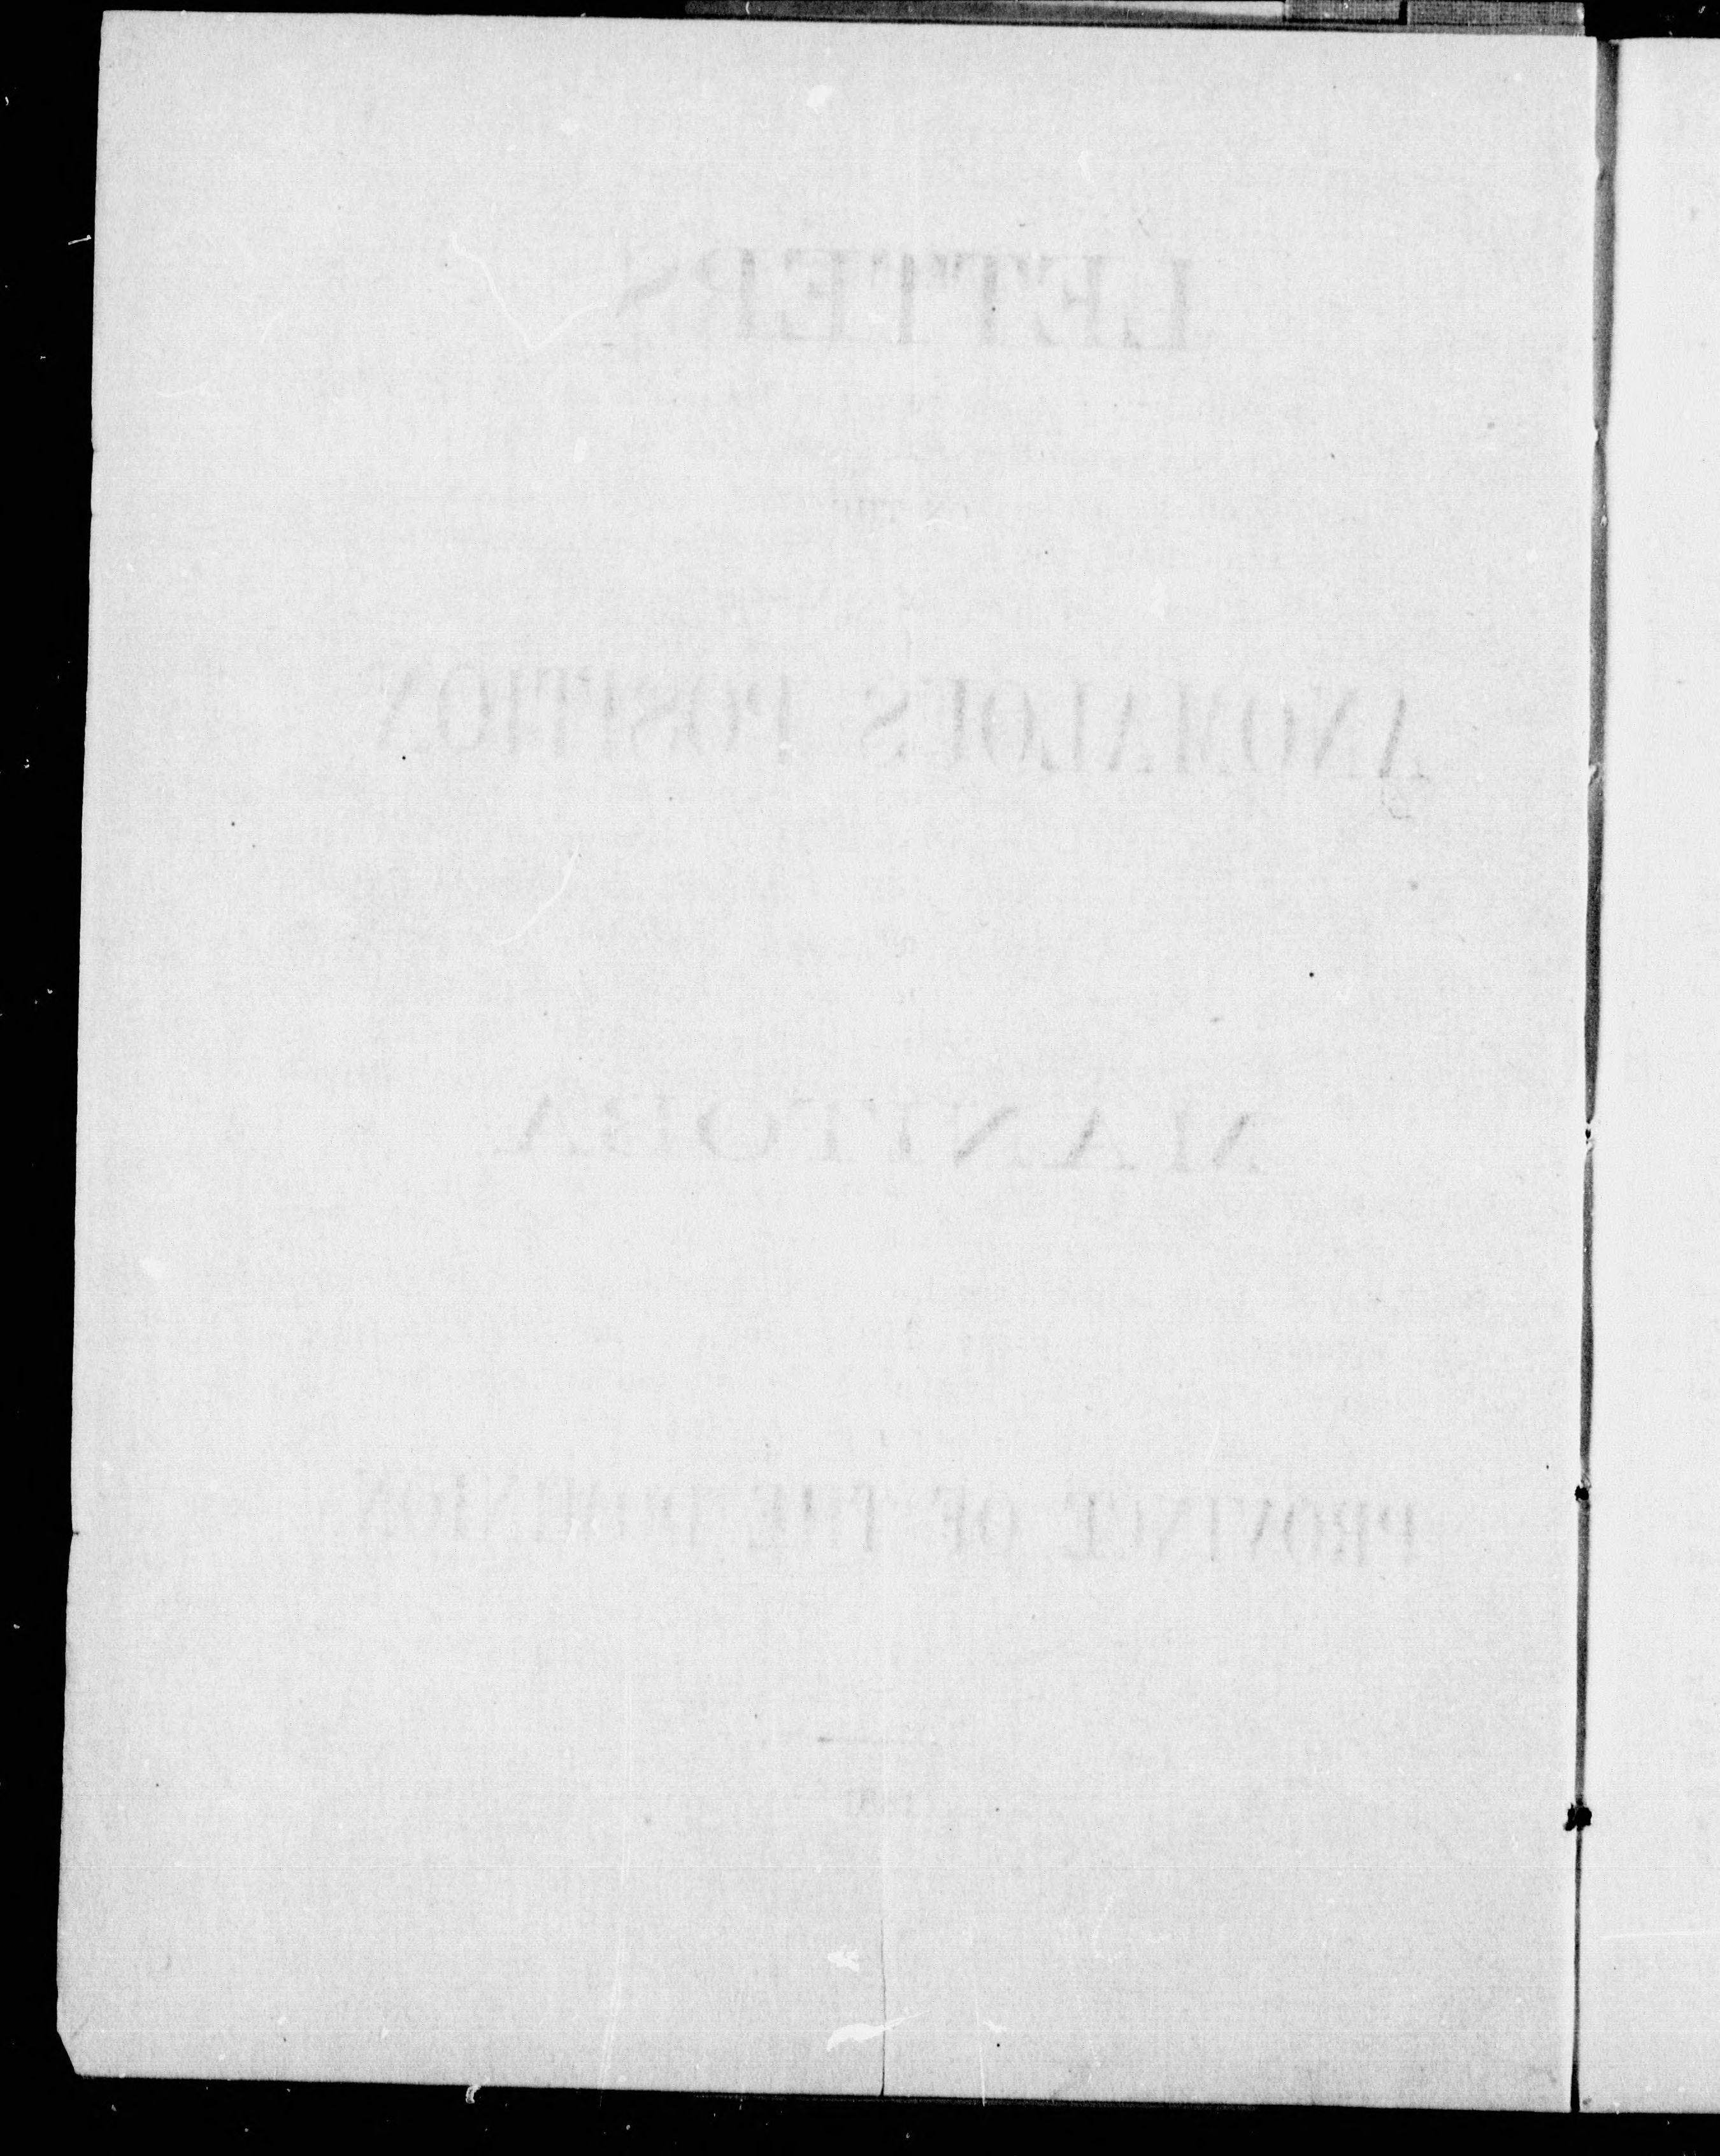 LETTERS
ON THE
ANOMALOUS POSITION
MANITOBA
PROVINCE OF THE DOMINION